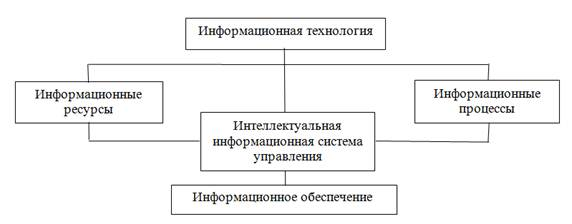 Информационная технология
Информационные
ресурсы
Информационные
процессы
Интеллектуальная
информационная система
управления
Информационное обеспечение